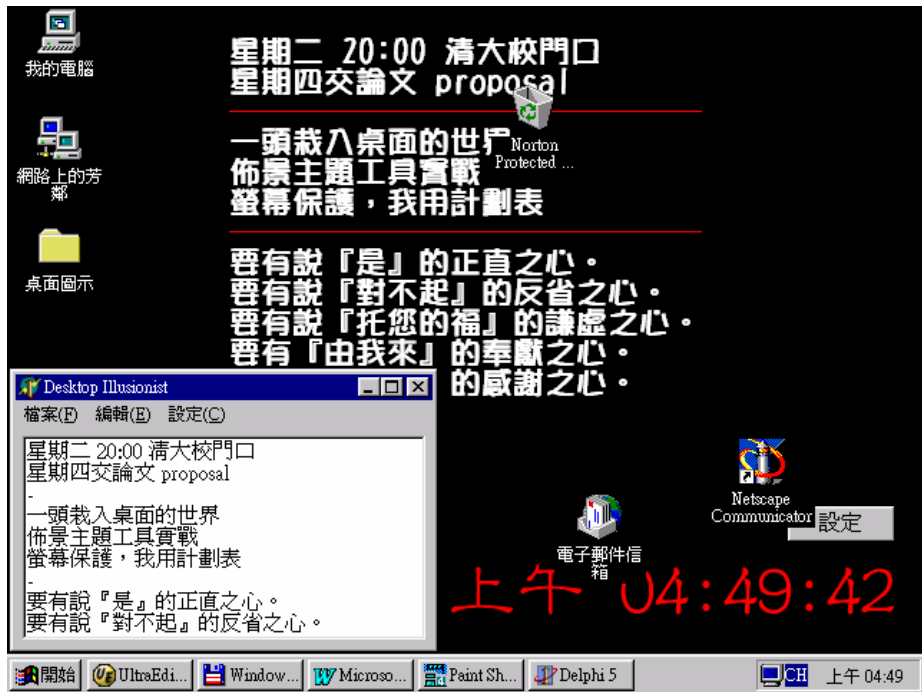 我的電腦
網路上的芳
鄰
桌面圖示
星期二 20:00 清大校門口
星期四交論文 proposal
Norton
Protected ...
一頭栽入桌面的世界
佈景主題工具實戰
螢幕保護，我用計劃表
要有說『是』的正直之心。
要有說『對不起』的反省之心。
要有說『托您的福』的謙虛之心。
要有『由我來』的奉獻之心。
的感謝之心。
Desktop Illusionist
檔案(F) 編輯(E) 設定(C)
星期二 20:00 清大校門口
星期四交論文 proposal
-
一頭栽入桌面的世界
佈景主題工具實戰
螢幕保護，我用計劃表
-
要有說『是』的正直之心。
要有說『對不起』的反省之心。
Netscape
Communicator
設定
電子郵件信
箱
上午 04:49:42
開始 UltraEdi... Window... Microso... Paint Sh... Delphi 5 CH 上午 04:49